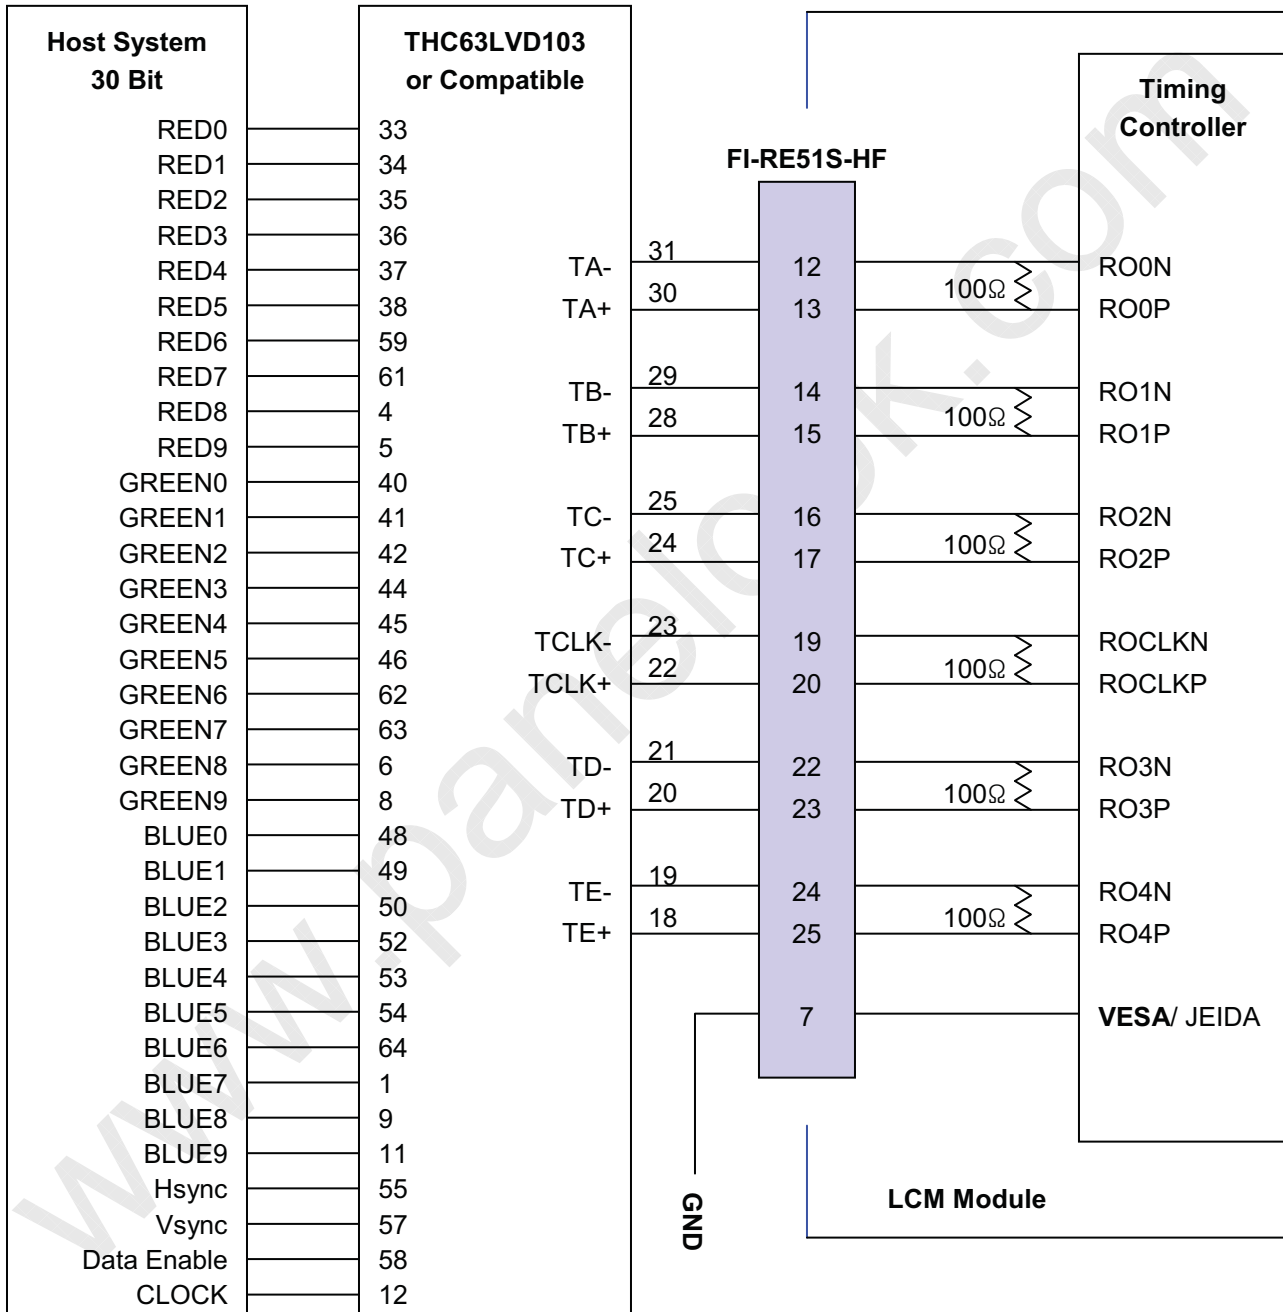 Host System
30 Bit
THC63LVD103
or Compatible
Timing
Controller
FI-RE51S-HF
RED0 33
RED1 34
RED2 35
RED3 36
RED4 37
RED5 38
RED6 59
RED7 61
RED8 4
RED9 5
GREEN0 40
GREEN1 41
GREEN2 42
GREEN3 44
GREEN4 45
GREEN5 46
GREEN6 62
GREEN7 63
GREEN8 6
GREEN9 8
BLUE0 48
BLUE1 49
BLUE2 50
BLUE3 52
BLUE4 53
BLUE5 54
BLUE6 64
BLUE7 1
BLUE8 9
BLUE9 11
Hsync 55
Vsync 57
Data Enable 58
CLOCK 12
TA- 31 12 RO0N
100Ω
TA+ 30 13 RO0P
TB- 29 14 RO1N
100Ω
TB+ 28 15 RO1P
TC- 25 16 RO2N
100Ω
TC+ 24 17 RO2P
TCLK- 23 19 ROCLKN
100Ω
TCLK+ 22 20 ROCLKP
TD- 21 22 RO3N
100Ω
TD+ 20 23 RO3P
TE- 19 24 RO4N
100Ω
TE+ 18 25 RO4P
7 VESA/ JEIDA
GND
LCM Module
www.panelook.com